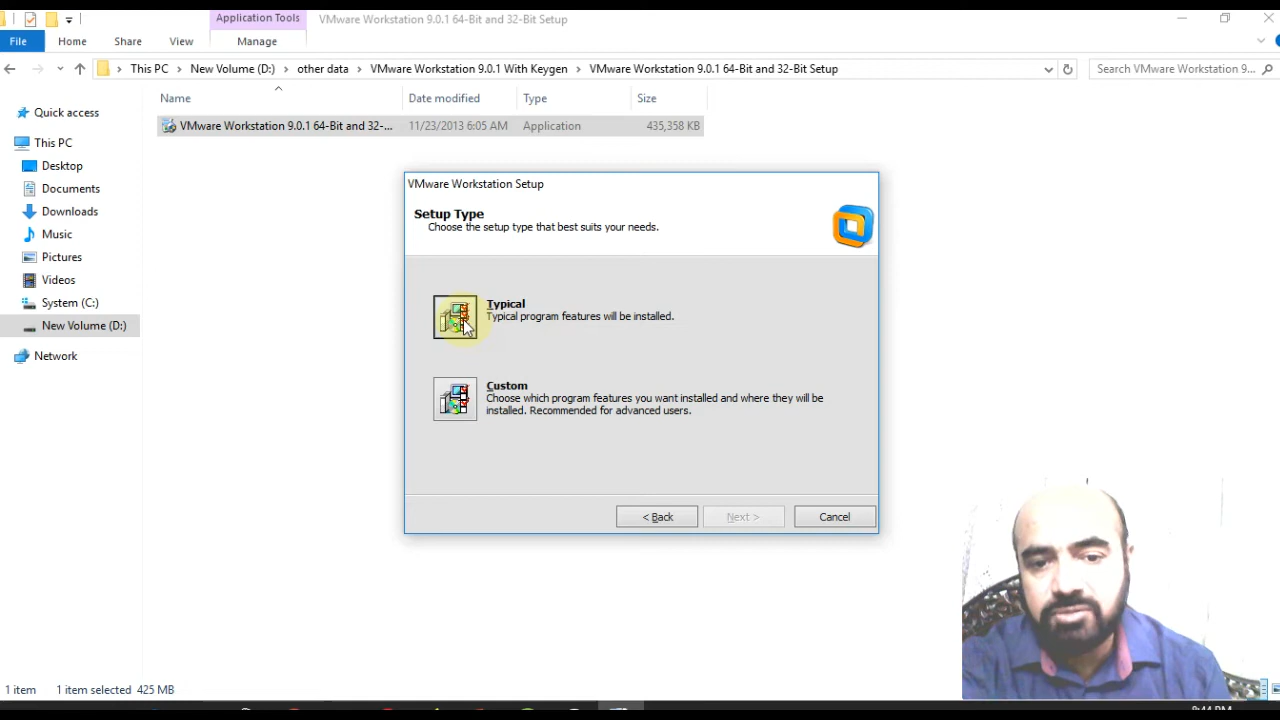 Application Tools
VMware Workstation 9.0.1 64-Bit and 32-Bit Setup
File
Home
Share
View
Manage
This PC
New Volume (D:)
other data
VMware Workstation 9.0.1 With Keygen
VMware Workstation 9.0.1 64-Bit and 32-Bit Setup
Search VMware Workstation 9...
Name
Date modified
Type
Size
VMware Workstation 9.0.1 64-Bit and 32-...
11/23/2013 6:05 AM
Application
435,358 KB
Quick access
This PC
Desktop
Documents
Downloads
Music
Pictures
Videos
System (C:)
New Volume (D:)
Network
VMware Workstation Setup
Setup Type
Choose the setup type that best suits your needs.
Typical
Typical program features will be installed.
Custom
Choose which program features you want installed and where they will be
installed. Recommended for advanced users.
< Back
Next >
Cancel
1 item
1 item selected 425 MB